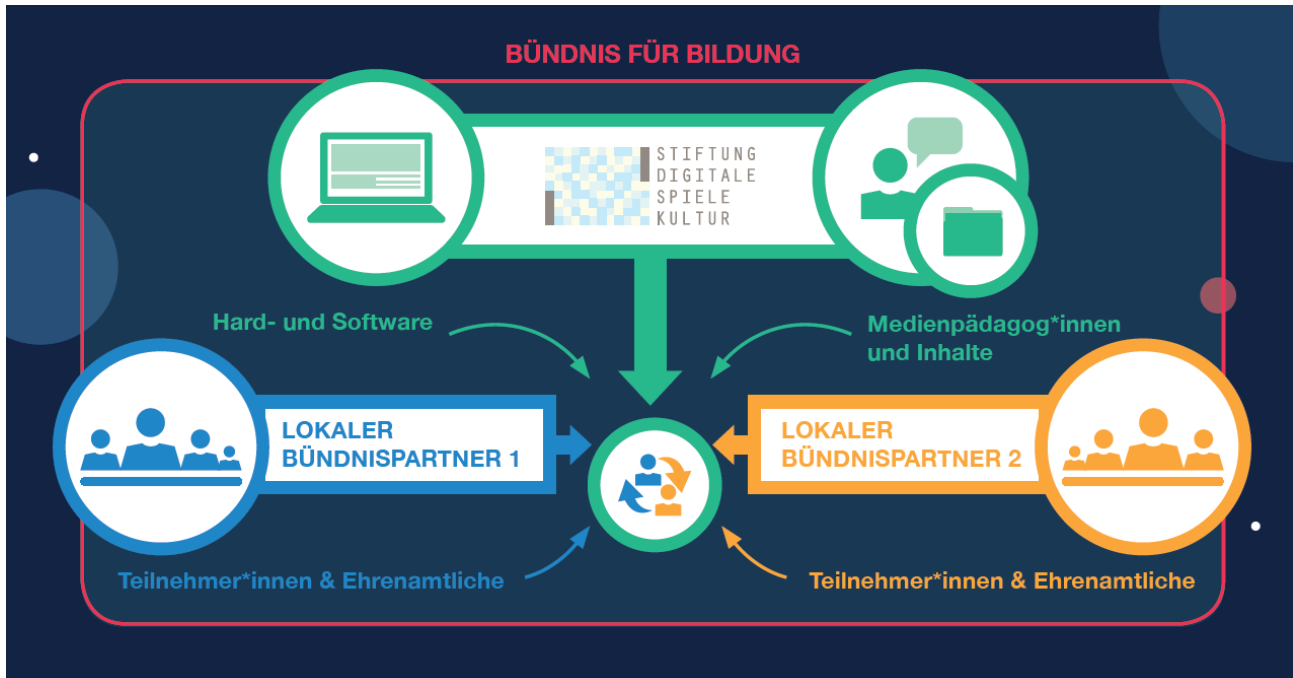 BÜNDNIS FÜR BILDUNG
STIFTUNG
DIGITALE
SPIELE
KULTUR
Hard- und Software
Medienpädagog*innen
und Inhalte
LOKALER
BÜNDNISPARTNER 1
LOKALER
BÜNDNISPARTNER 2
Teilnehmer*innen & Ehrenamtliche
Teilnehmer*innen & Ehrenamtliche